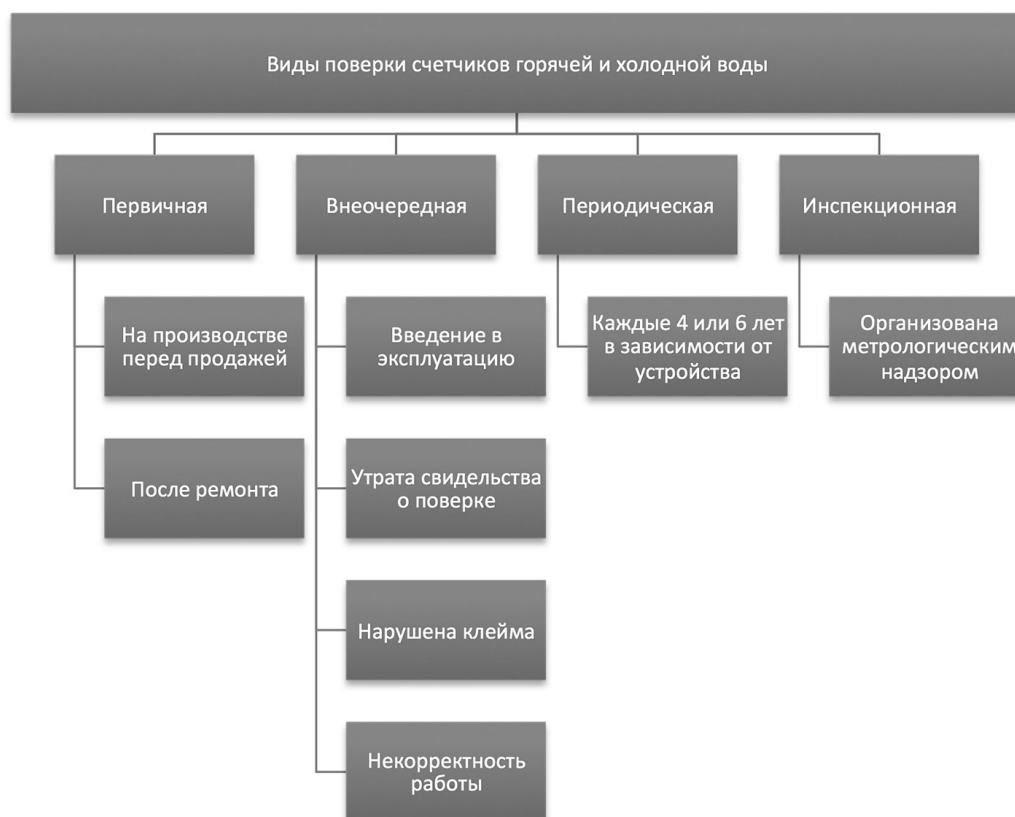 Виды поверки счетчиков горячей и холодной воды
Первичная
На производстве
перед продажей
После ремонта
Внеочередная
Введение в
эксплуатацию
Утрата свидельства
о поверке
Нарушена клейма
Некорректность
работы
Периодическая
Каждые 4 или 6 лет
в зависимости от
устройства
Инспекционная
Организована
метрологическим
надзором